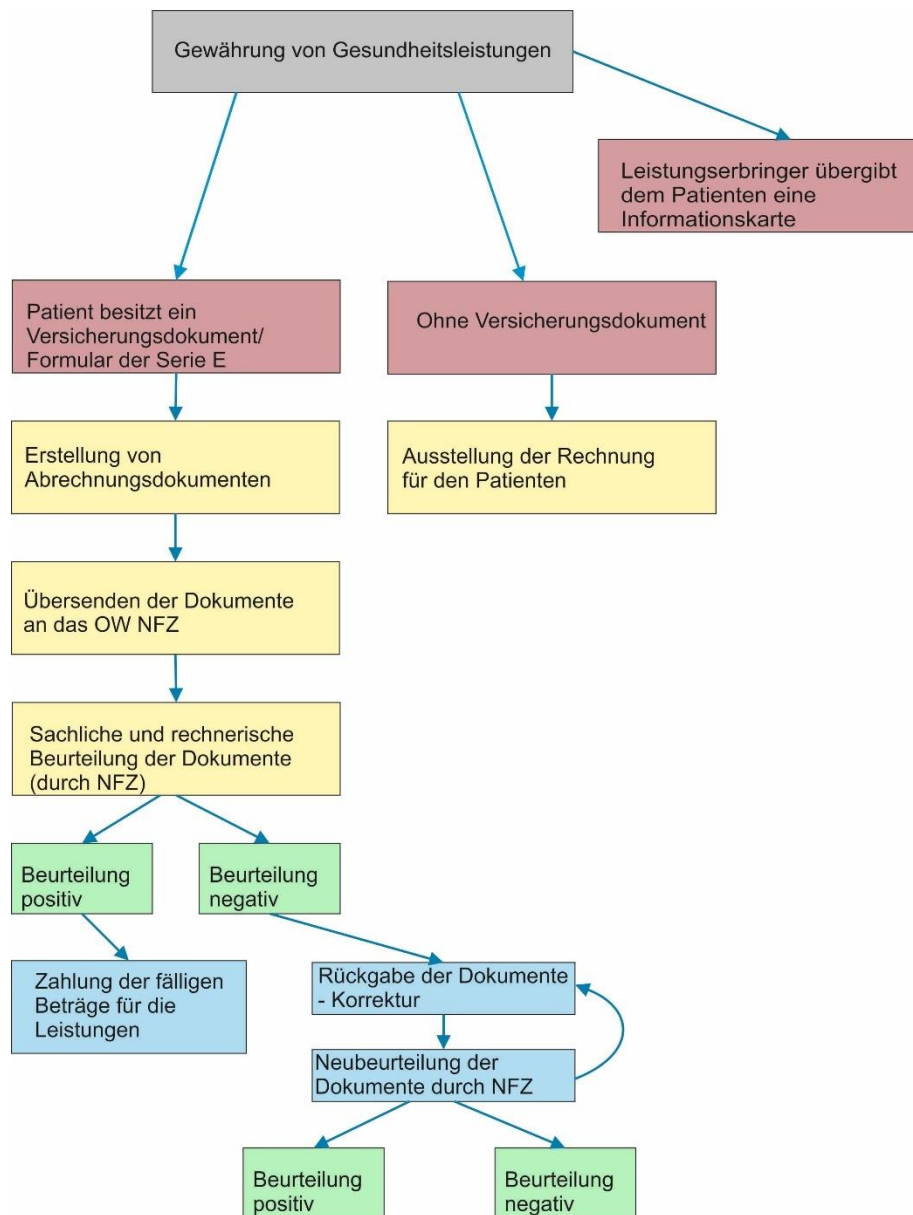 Gewährung von Gesundheitsleistungen
Leistungserbringer übergibt
dem Patienten eine
Informationskarte
Patient besitzt ein
Versicherungsdokument/
Formular der Serie E
Ohne Versicherungsdokument
Erstellung von
Abrechnungsdokumenten
Ausstellung der Rechnung
für den Patienten
Übersenden der Dokumente
an das OW NFZ
Sachliche und rechnerische
Beurteilung der Dokumente
(durch NFZ)
Beurteilung
positiv
Beurteilung
negativ
Zahlung der fälligen
Beträge für die
Leistungen
Rückgabe der Dokumente
- Korrektur
Neubeurteilung der
Dokumente durch NFZ
Beurteilung
positiv
Beurteilung
negativ